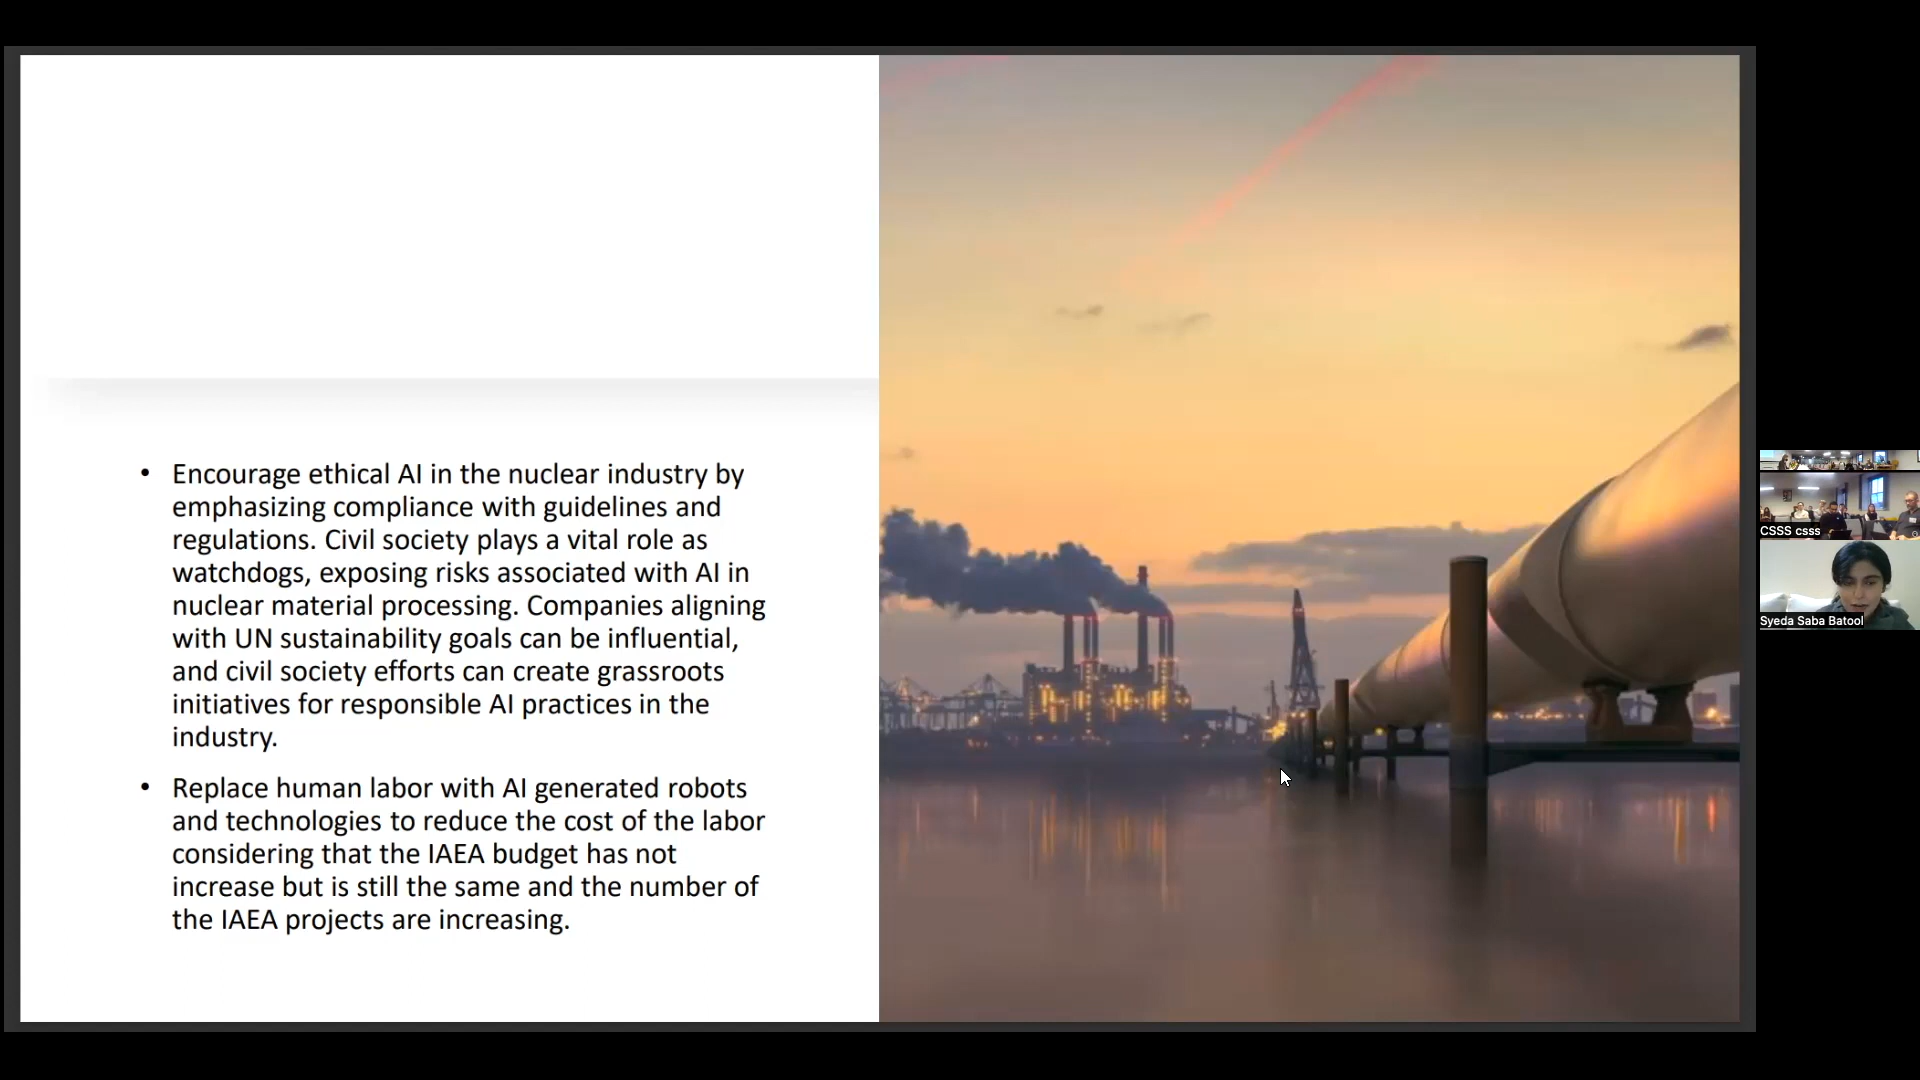 • Encourage ethical AI in the nuclear industry by
emphasizing compliance with guidelines and
regulations. Civil society plays a vital role as
watchdogs, exposing risks associated with AI in
nuclear material processing. Companies aligning
with UN sustainability goals can be influential,
and civil society efforts can create grassroots
initiatives for responsible AI practices in the
industry.
• Replace human labor with AI generated robots
and technologies to reduce the cost of the labor
considering that the IAEA budget has not
increase but is still the same and the number of
the IAEA projects are increasing.
CSSS csss
Syeda Saba Batool